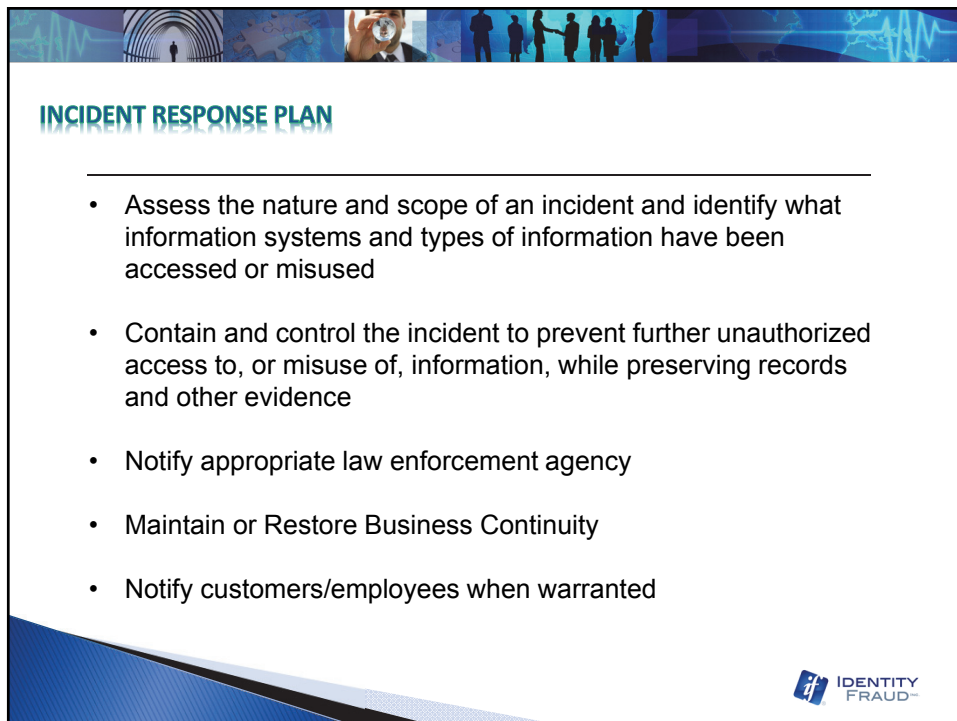 INCIDENT RESPONSE PLAN
• Assess the nature and scope of an incident and identify what
information systems and types of information have been
accessed or misused
• Contain and control the incident to prevent further unauthorized
access to, or misuse of, information, while preserving records
and other evidence
• Notify appropriate law enforcement agency
• Maintain or Restore Business Continuity
• Notify customers/employees when warranted
if IDENTITY
FRAUD INC.